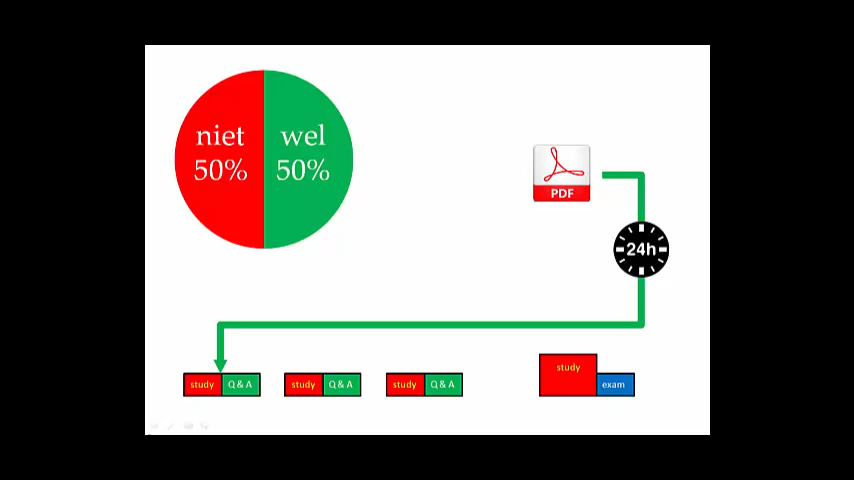 niet
50%
wel
50%
PDF
24h
study
Q & A
study
Q & A
study
Q & A
study
exam